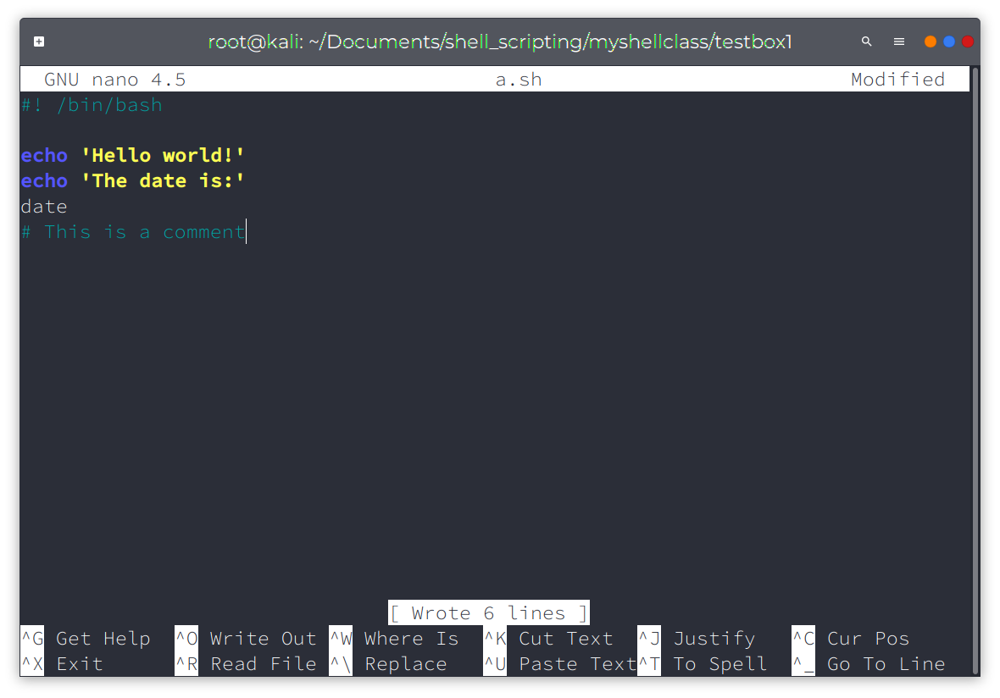 root@kali: ~/Documents/shell_scripting/myshellclass/testbox1
GNU nano 4.5 a.sh Modified
#! /bin/bash
echo 'Hello world!'
echo 'The date is:'
date
# This is a comment
[ Wrote 6 lines ]
^G Get Help ^O Write Out ^W Where Is ^K Cut Text ^J Justify ^C Cur Pos
^X Exit ^R Read File ^\ Replace ^U Paste Text^T To Spell ^_ Go To Line